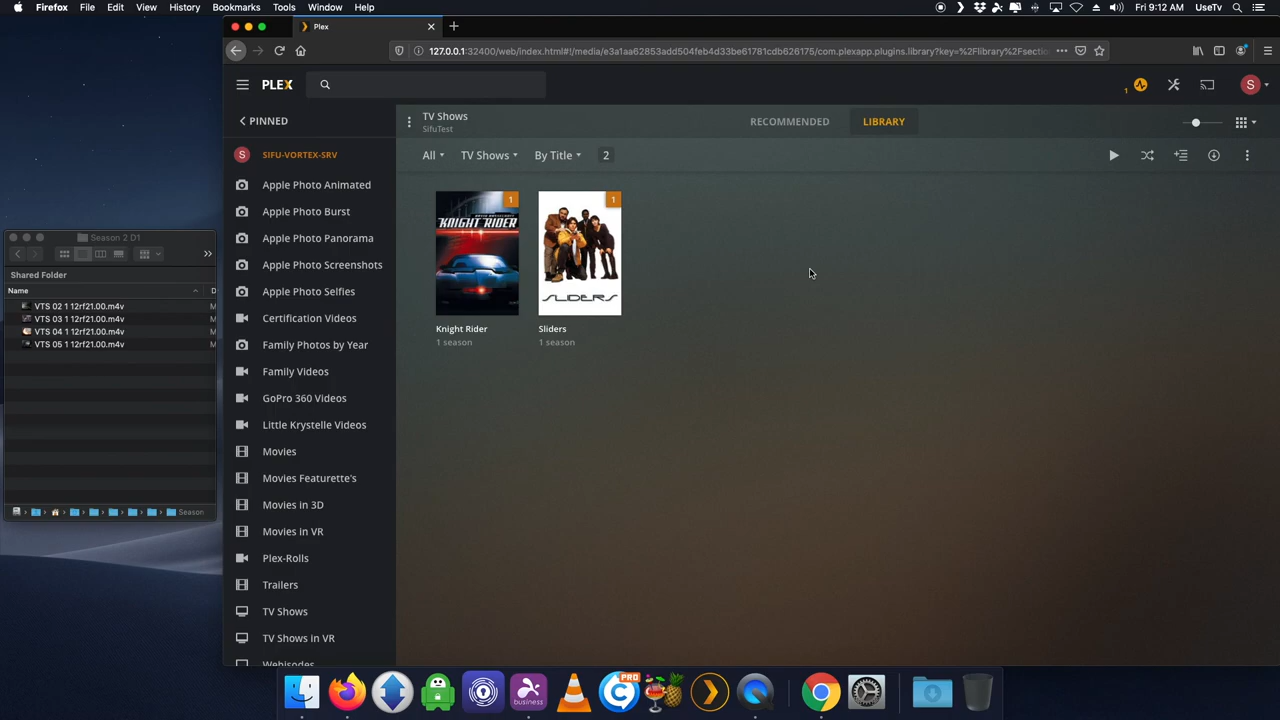 Firefox File Edit View History Bookmarks Tools Window Help Fri 9:12 AM UseTv
Plex
127.0.0.1:32400/web/index.html#!/media/e3a1aa62853add504feb4d33be61781cdb626175/com.plexapp.plugins.library?key=%2Flibrary%2Fsectio
PLEX
1
S
PINNED
TV Shows
SifuTest
RECOMMENDED
LIBRARY
S SIFU-VORTEX-SRV
All TV Shows By Title 2
Apple Photo Animated
Apple Photo Burst
Apple Photo Panorama
Apple Photo Screenshots
Apple Photo Selfies
Certification Videos
Family Photos by Year
Family Videos
GoPro 360 Videos
Little Krystelle Videos
Movies
Movies Featurette's
Movies in 3D
Movies in VR
Plex-Rolls
Trailers
TV Shows
TV Shows in VR
Webisodes
1
KNIGHT RIDER
Knight Rider
1 season
1
SLIDERS
Sliders
1 season
Season 2 D1
Shared Folder
Name D
VTS 02 1 12rf21.00.m4v M
VTS 03 1 12rf21.00.m4v M
VTS 04 1 12rf21.00.m4v M
VTS 05 1 12rf21.00.m4v M
Season
business
PRO